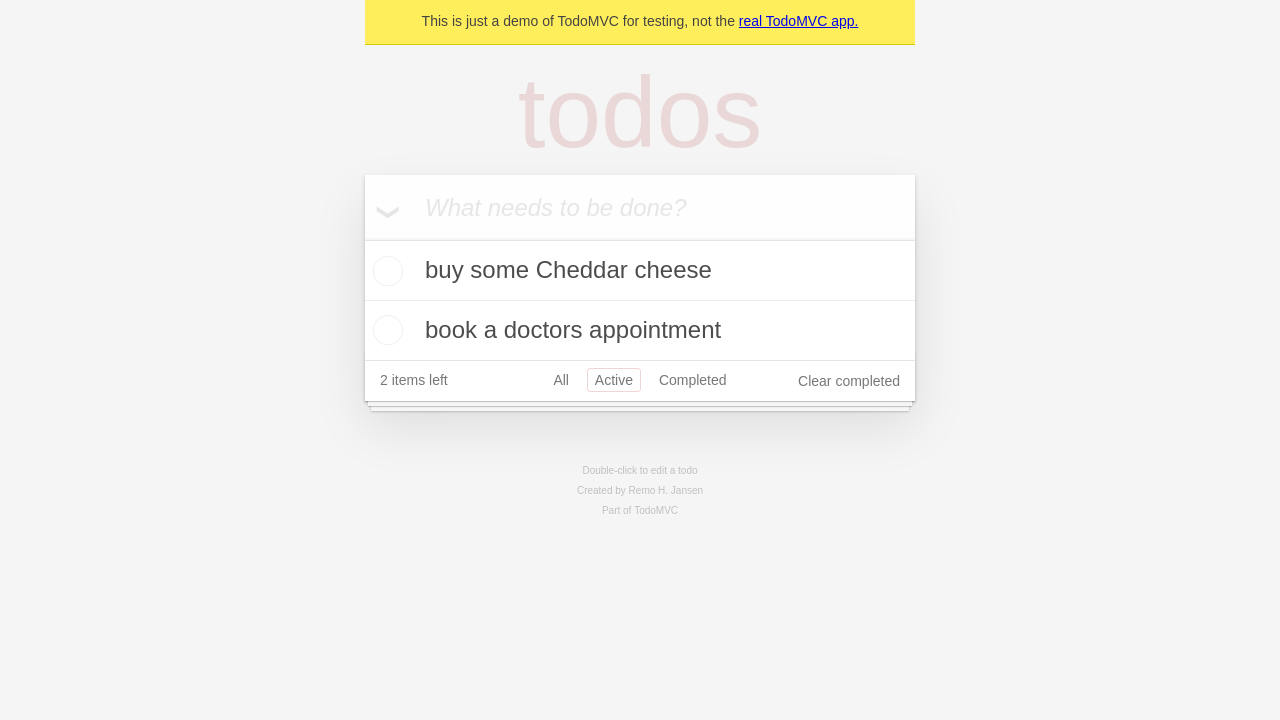 This is just a demo of TodoMVC for testing, not the real TodoMVC app.
todos
What needs to be done?
buy some Cheddar cheese
book a doctors appointment
2 items left All Active Completed Clear completed
Double-click to edit a todo
Created by Remo H. Jansen
Part of TodoMVC